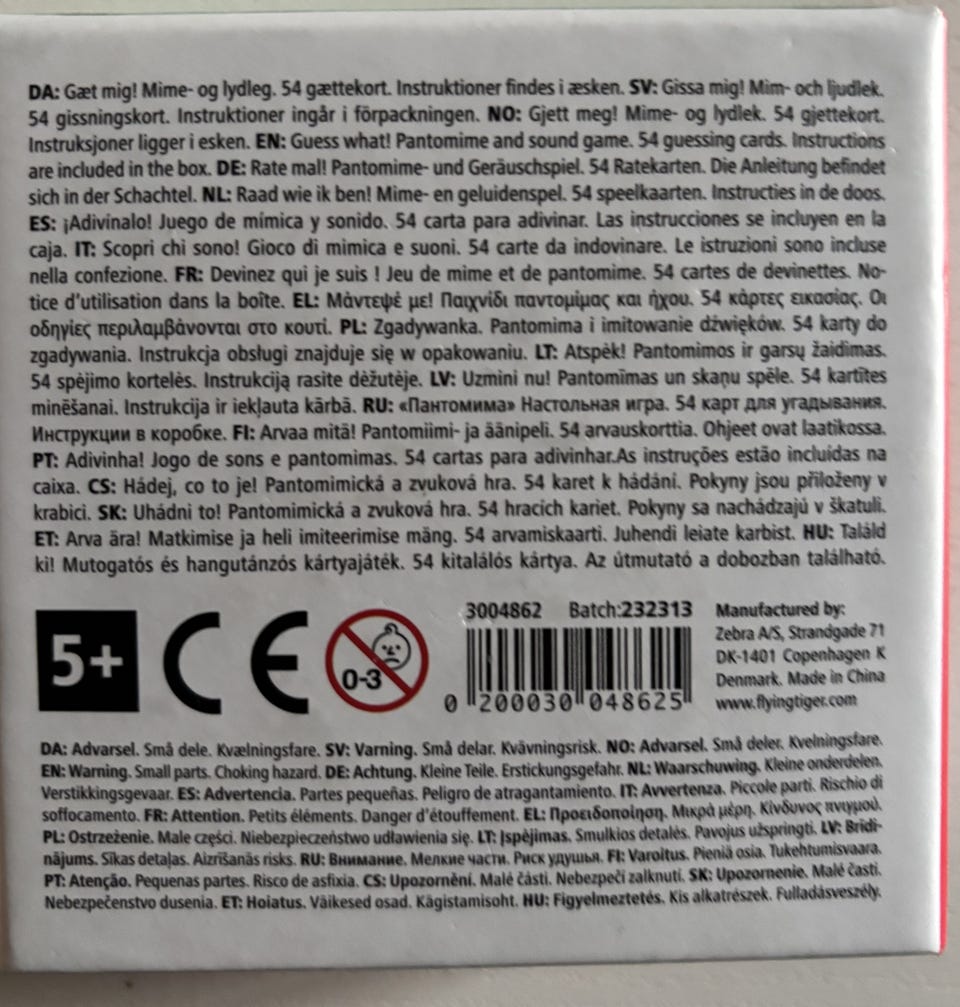 DA: Gæt mig! Mime- og lydleg. 54 gættekort. Instruktioner findes i æsken. SV: Gissa mig! Mim- och ljudlek.
54 gissningskort. Instruktioner ingår i förpackningen. NO: Gjett meg! Mime- og lydlek. 54 gjettekort.
Instruksjoner ligger i esken. EN: Guess what! Pantomime and sound game. 54 guessing cards. Instructions
are included in the box. DE: Rate mal! Pantomime- und Geräuschspiel. 54 Ratekarten. Die Anleitung befindet
sich in der Schachtel. NL: Raad wie ik ben! Mime- en geluidenspel. 54 speelkaarten. Instructies in de doos.
ES: ¡Adivínalo! Juego de mímica y sonido. 54 carta para adivinar. Las instrucciones se incluyen en la
caja. IT: Scopri chi sono! Gioco di mimica e suoni. 54 carte da indovinare. Le istruzioni sono incluse
nella confezione. FR: Devinez qui je suis ! Jeu de mime et de pantomime. 54 cartes de devinettes. No-
tice d'utilisation dans la boîte. EL: Μάντεψέ με! Παιχνίδι παντομίμας και ήχου. 54 κάρτες εικασίας. Οι
οδηγίες περιλαμβάνονται στο κουτί. PL: Zgadywanka. Pantomima i imitowanie dźwięków. 54 karty do
zgadywania. Instrukcja obsługi znajduje się w opakowaniu. LT: Atspėk! Pantomimos ir garsų žaidimas.
54 spėjimo kortelės. Instrukciją rasite dėžutėje. LV: Uzmini nu! Pantomīmas un skaņu spēle. 54 kartītes
minēšanai. Instrukcija ir iekļauta kārbā. RU: «Пантомима» Настольная игра. 54 карт для угадывания.
Инструкции в коробке. FI: Arvaa mitä! Pantomiimi- ja äänipeli. 54 arvauskorttia. Ohjeet ovat laatikossa.
PT: Adivinha! Jogo de sons e pantomimas. 54 cartas para adivinhar.As instruções estão incluídas na
caixa. CS: Hádej, co to je! Pantomimická a zvuková hra. 54 karet k hádání. Pokyny jsou přiloženy v
krabici. SK: Uhádni to! Pantomimická a zvuková hra. 54 hracích kariet. Pokyny sa nachádzajú v škatuli.
ET: Arva ära! Matkimise ja heli imiteerimise mäng. 54 arvamiskaarti. Juhendi leiate karbist. HU: Találd
ki! Mutogatós és hangutánzós kártyajáték. 54 kitalálós kártya. Az útmutató a dobozban található.
5+
CE
0-3
3004862 Batch:232313
0 200030 048625
Manufactured by:
Zebra A/S, Strandgade 71
DK-1401 Copenhagen K
Denmark. Made in China
www.flyingtiger.com
DA: Advarsel. Små dele. Kvælningsfare. SV: Varning. Små delar. Kvävningsrisk. NO: Advarsel. Små deler. Kvelningsfare.
EN: Warning. Small parts. Choking hazard. DE: Achtung. Kleine Teile. Erstickungsgefahr. NL: Waarschuwing. Kleine onderdelen.
Verstikkingsgevaar. ES: Advertencia. Partes pequeñas. Peligro de atragantamiento. IT: Avvertenza. Piccole parti. Rischio di
soffocamento. FR: Attention. Petits éléments. Danger d'étouffement. EL: Προειδοποίηση. Μικρά μέρη. Κίνδυνος πνιγμού.
PL: Ostrzeżenie. Małe części. Niebezpieczeństwo udławienia się. LT: Įspėjimas. Smulkios detalės. Pavojus užspringti. LV: Brīdi-
nājums. Sīkas detaļas. Aizrīšanās risks. RU: Внимание. Мелкие части. Риск удушья. FI: Varoitus. Pieniä osia. Tukehtumisvaara.
PT: Atenção. Pequenas partes. Risco de asfixia. CS: Upozornění. Malé části. Nebezpečí zalknutí. SK: Upozornenie. Malé časti.
Nebezpečenstvo dusenia. ET: Hoiatus. Väikesed osad. Kägistamisoht. HU: Figyelmeztetés. Kis alkatrészek. Fulladásveszély.